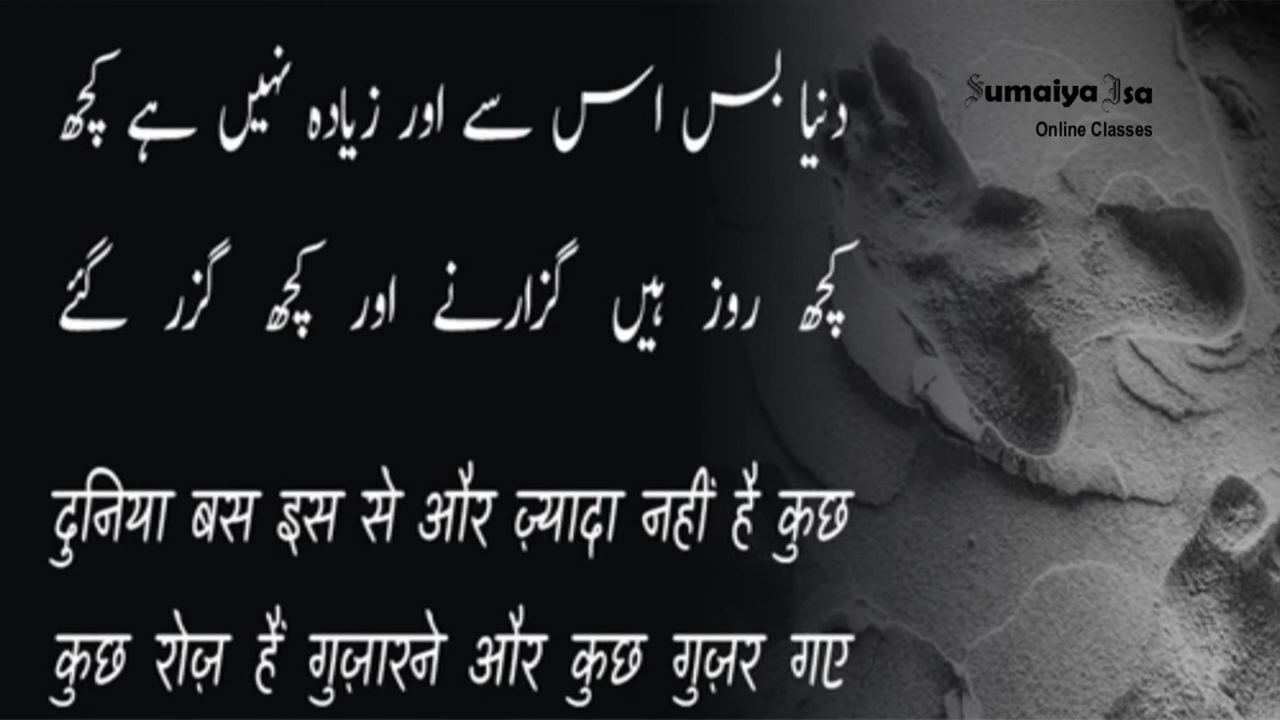 Sumaiya Isa
Online Classes
دنیا بس اس سے اور زیادہ نہیں ہے کچھ
کچھ روز ہیں گزارنے اور کچھ گزر گئے
दुनिया बस इस से और ज़्यादा नहीं है कुछ
कुछ रोज़ हैं गुज़ारने और कुछ गुज़र गए